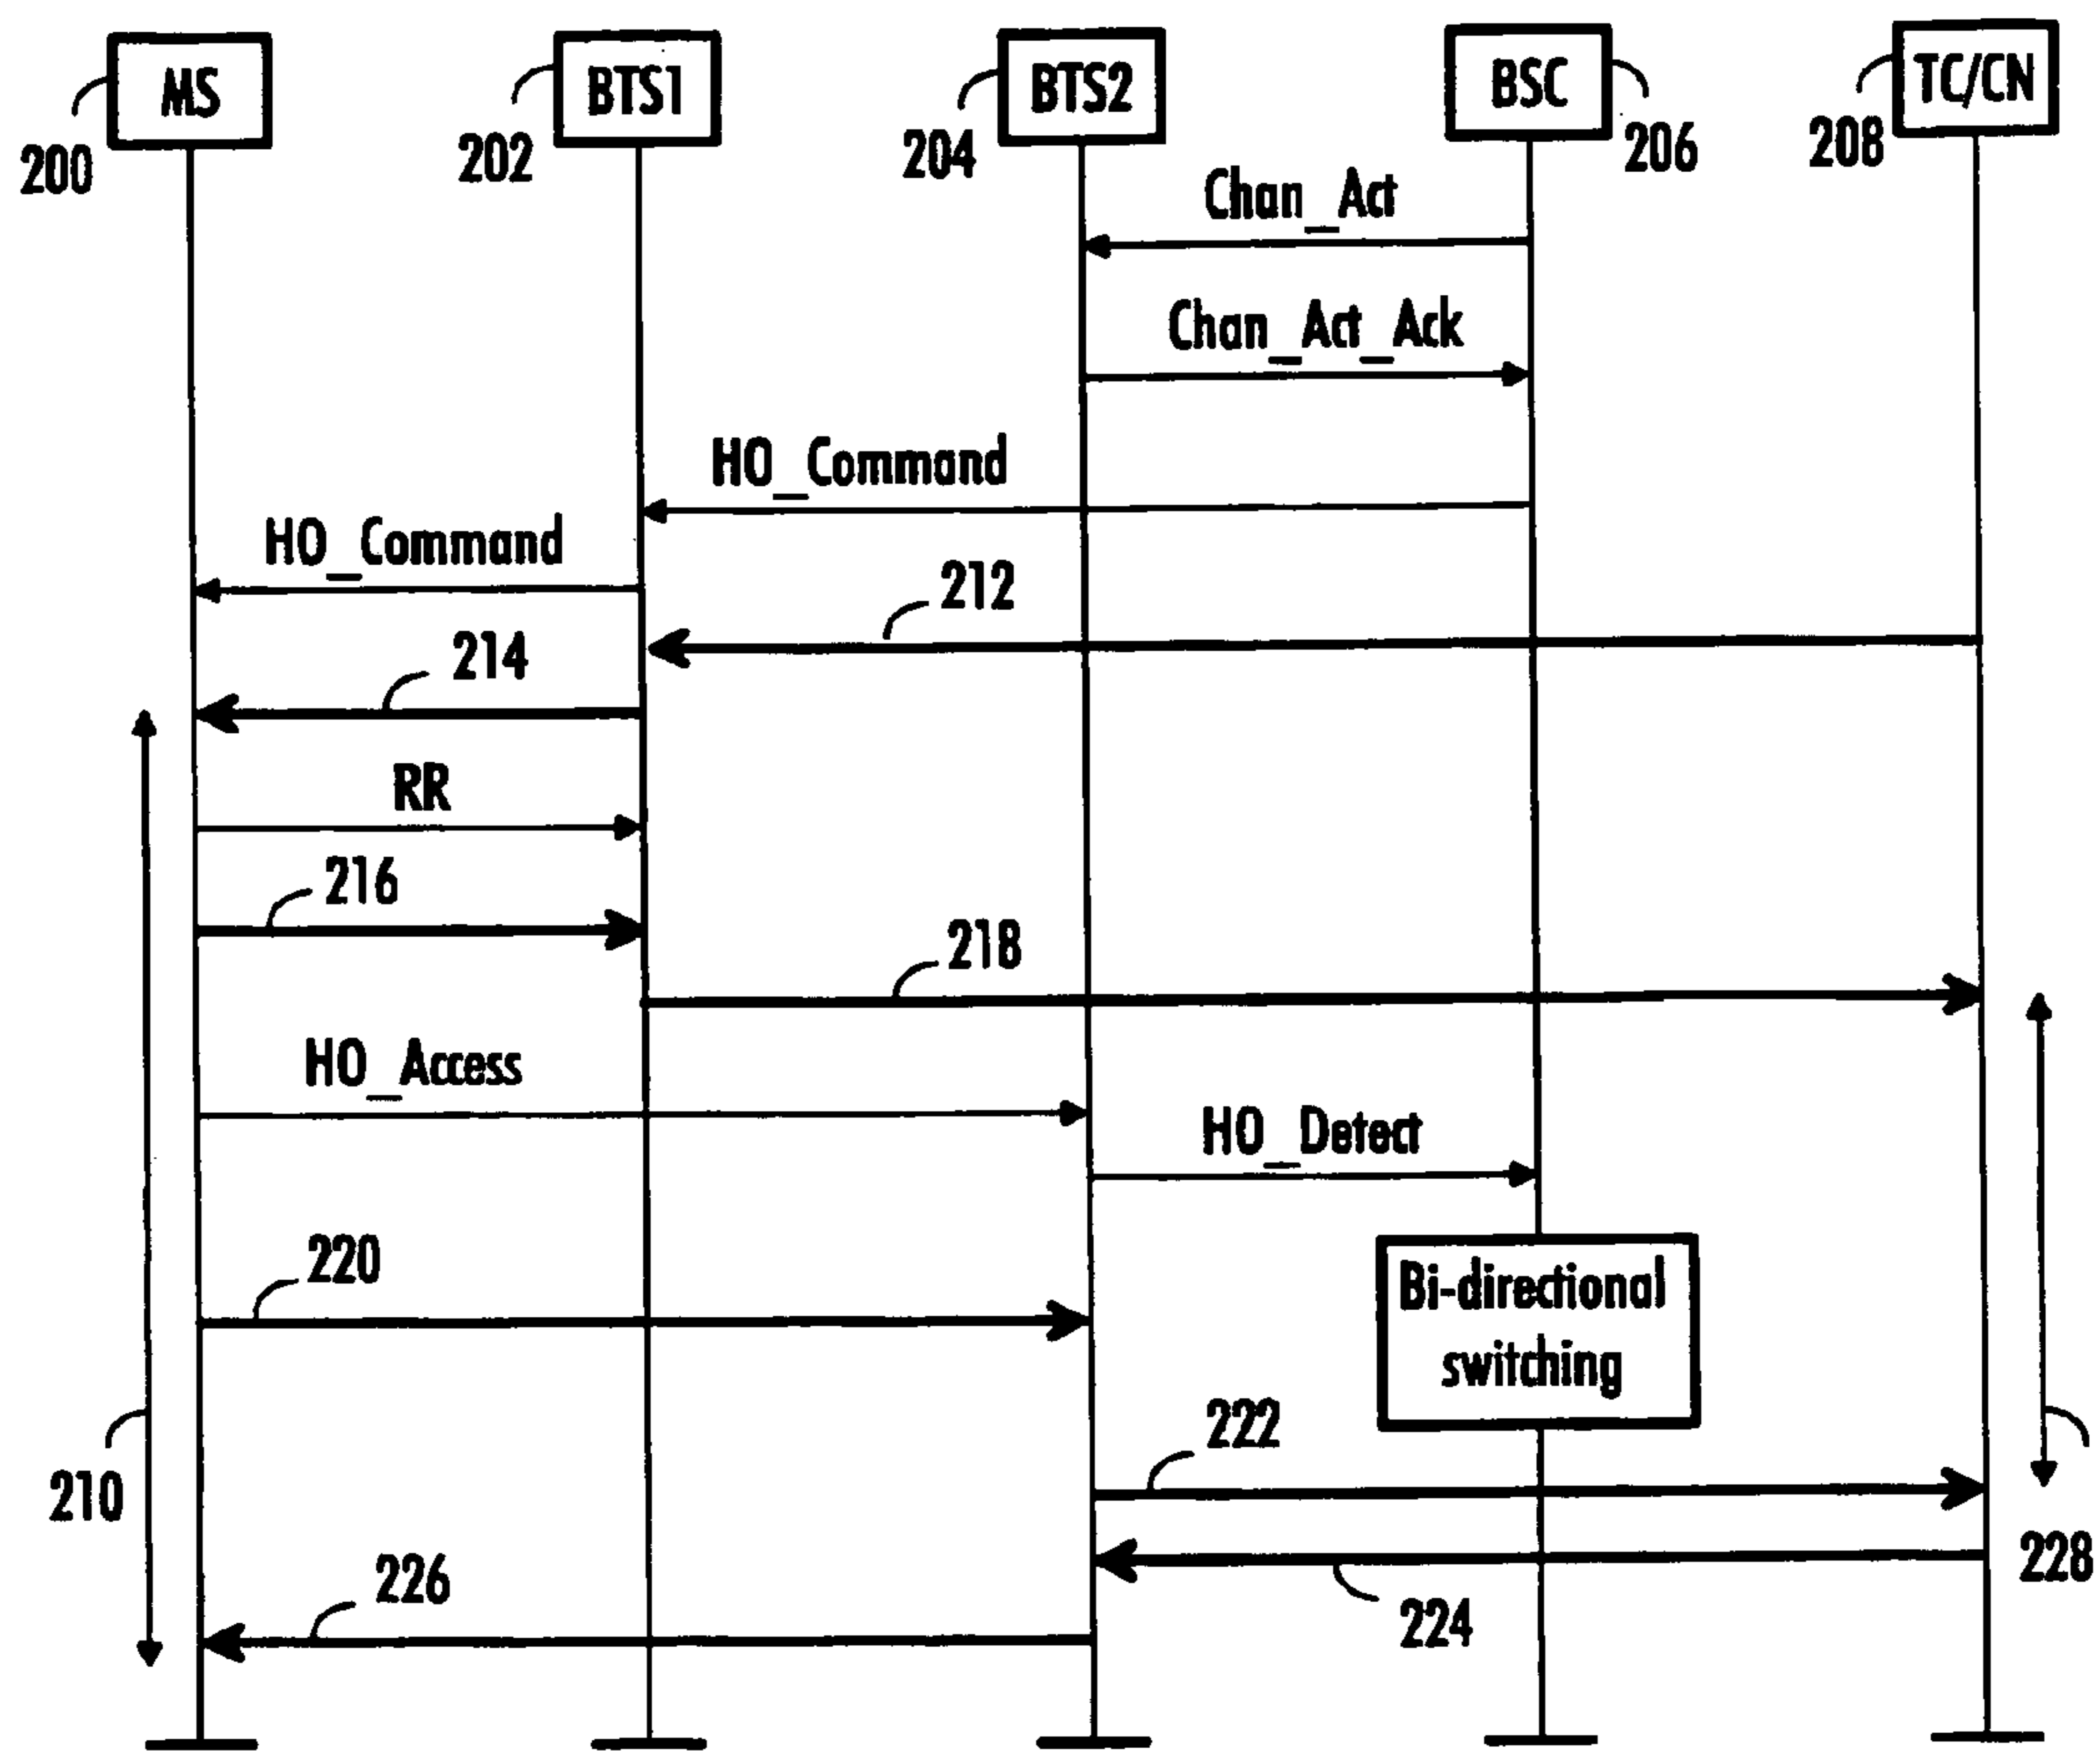 MS
BTS1
BTS2
BSC
TC/CN
200
202
204
206
208
Chan_Act
Chan_Act_Ack
HO_Command
HO_Command
212
214
RR
216
218
HO_Access
HO_Detect
220
Bi-directional
switching
222
210
228
226
224